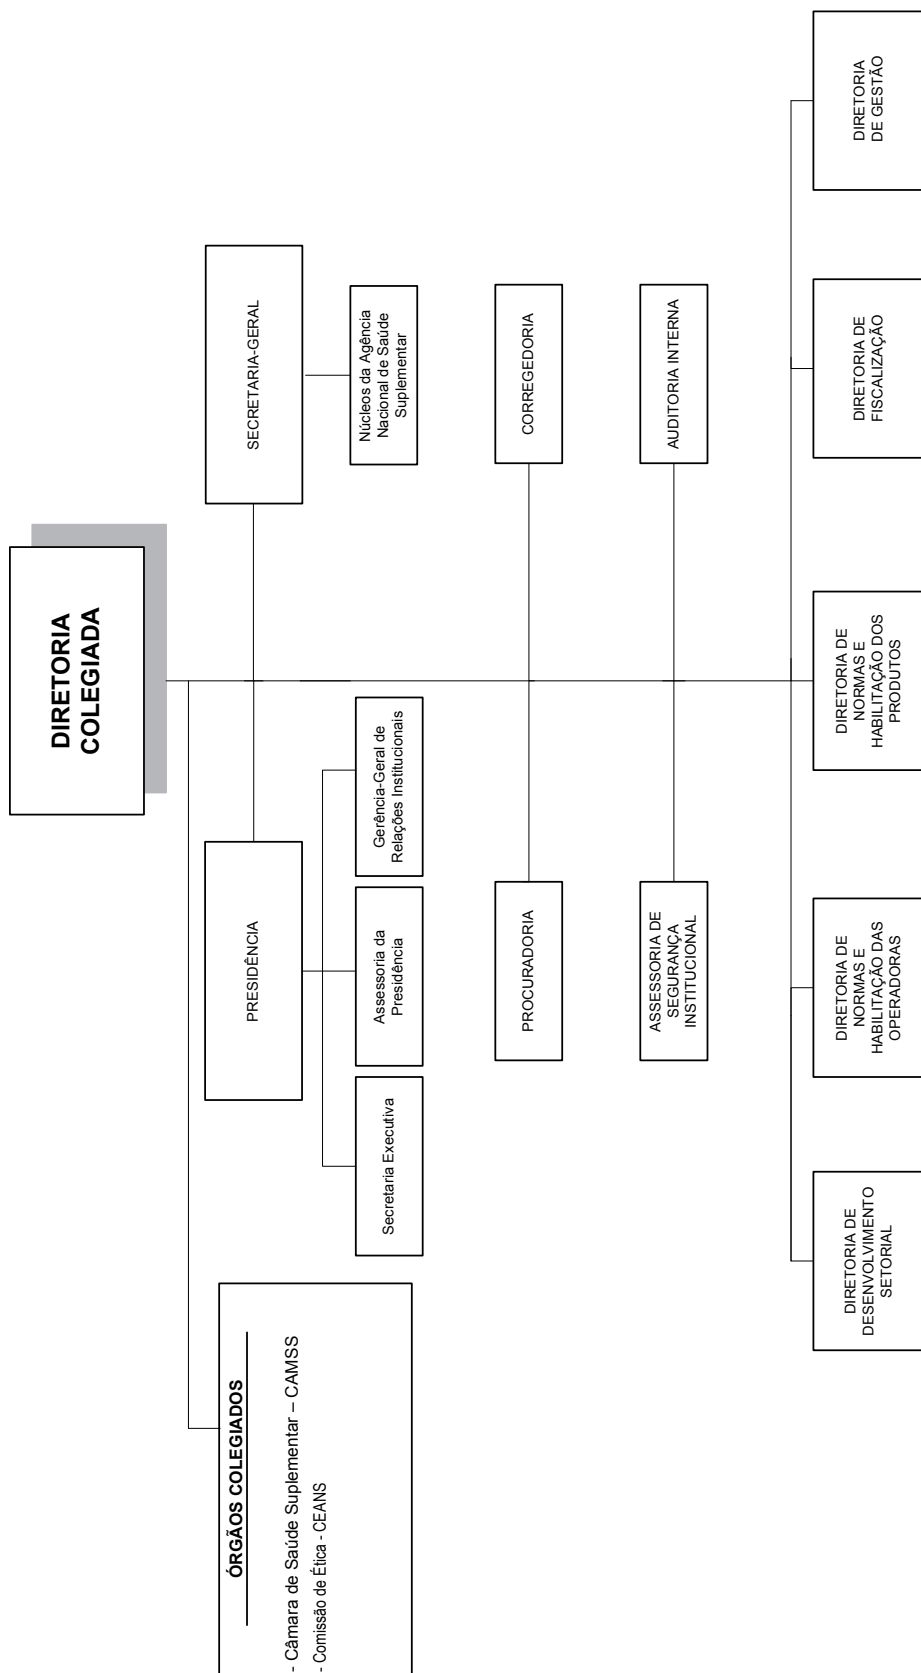 DIRETORIA
COLEGIADA
ÓRGÃOS COLEGIADOS
- Câmara de Saúde Suplementar – CAMSS
- Comissão de Ética - CEANS
PRESIDÊNCIA
SECRETARIA-GERAL
Secretaria Executiva
Assessoria da
Presidência
Gerência-Geral de
Relações Institucionais
Núcleos da Agência
Nacional de Saúde
Suplementar
PROCURADORIA
CORREGEDORIA
ASSESSORIA DE
SEGURANÇA
INSTITUCIONAL
AUDITORIA INTERNA
DIRETORIA DE
DESENVOLVIMENTO
SETORIAL
DIRETORIA DE
NORMAS E
HABILITAÇÃO DAS
OPERADORAS
DIRETORIA DE
NORMAS E
HABILITAÇÃO DOS
PRODUTOS
DIRETORIA DE
FISCALIZAÇÃO
DIRETORIA
DE GESTÃO